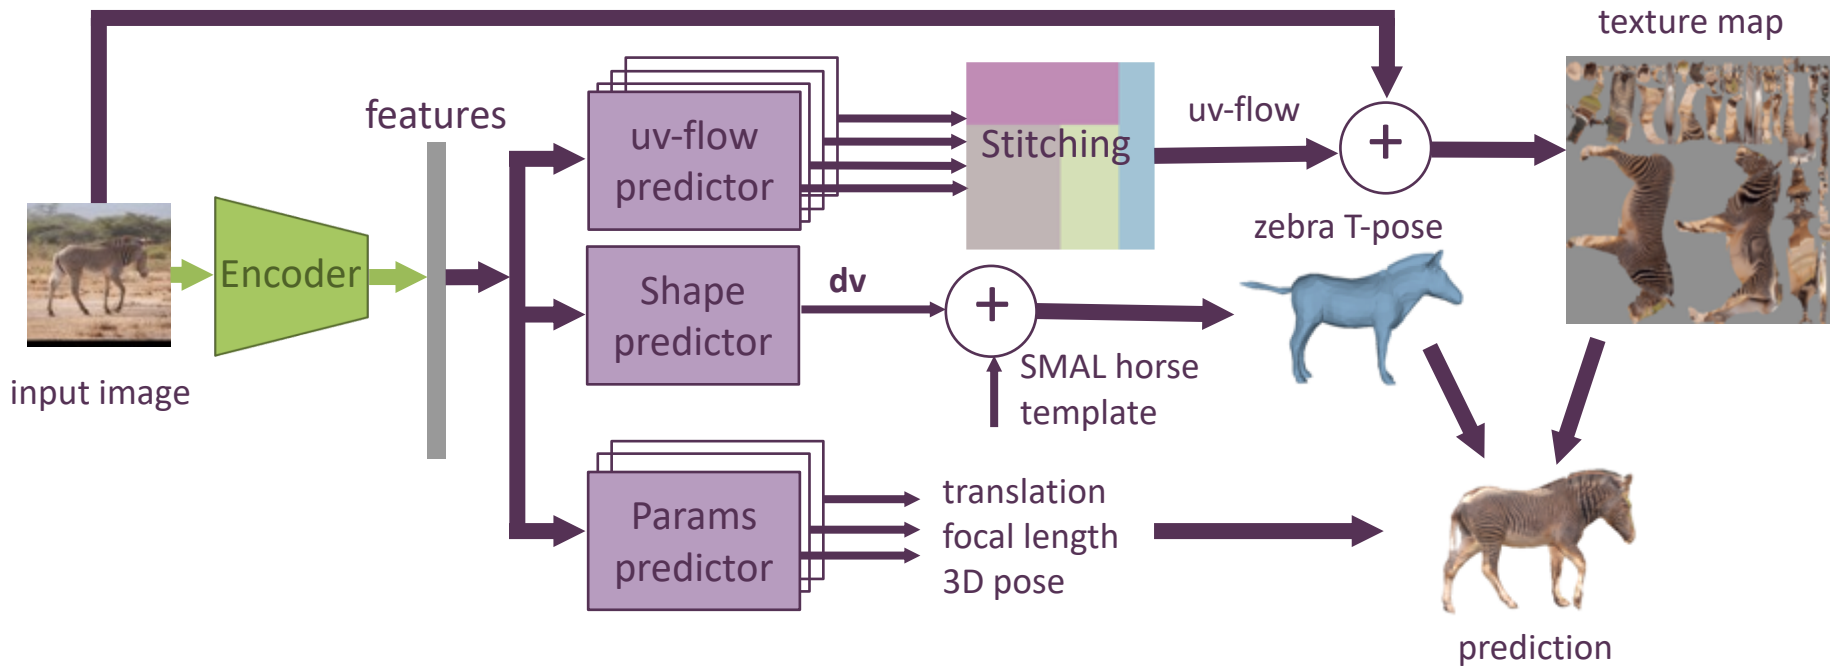 texture map
features
uv-flow
predictor
Stitching
uv-flow
+
zebra T-pose
Encoder
Shape
predictor
dv
+
SMAL horse
template
input image
Params
predictor
translation
focal length
3D pose
prediction